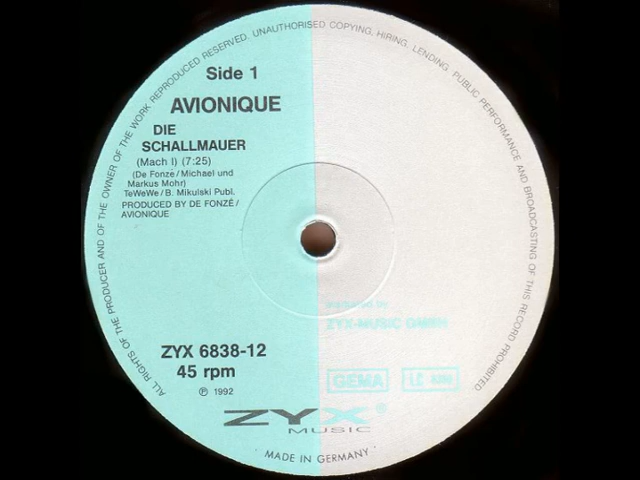 ALL RIGHTS OF THE PRODUCER AND OF THE OWNER OF THE WORK REPRODUCED RESERVED. UNAUTHORISED COPYING, HIRING, LENDING, PUBLIC PERFORMANCE AND BROADCASTING OF THIS RECORD PROHIBITED
Side 1
AVIONIQUE
DIE
SCHALLMAUER
(Mach I) (7:25)
(De Fonzé/Michael und
Markus Mohr)
TeWeWe/B. Mikulski Publ.
PRODUCED BY DE FONZÉ/
AVIONIQUE
ZYX-MUSIC GMBH
ZYX 6838-12
45 rpm
GEMA
LC
℗ 1992
ZYX®
MUSIC
· MADE IN GERMANY ·